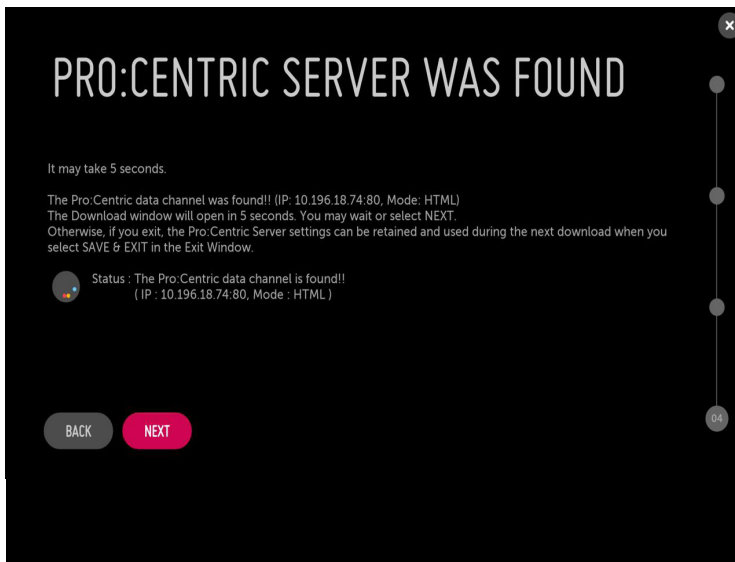 PRO:CENTRIC SERVER WAS FOUND
It may take 5 seconds.
The Pro:Centric data channel was found!! (IP: 10.196.18.74:80, Mode: HTML)
The Download window will open in 5 seconds. You may wait or select NEXT.
Otherwise, if you exit, the Pro:Centric Server settings can be retained and used during the next download when you
select SAVE & EXIT in the Exit Window.
Status : The Pro:Centric data channel is found!!
( IP : 10.196.18.74:80, Mode : HTML )
BACK
NEXT
04